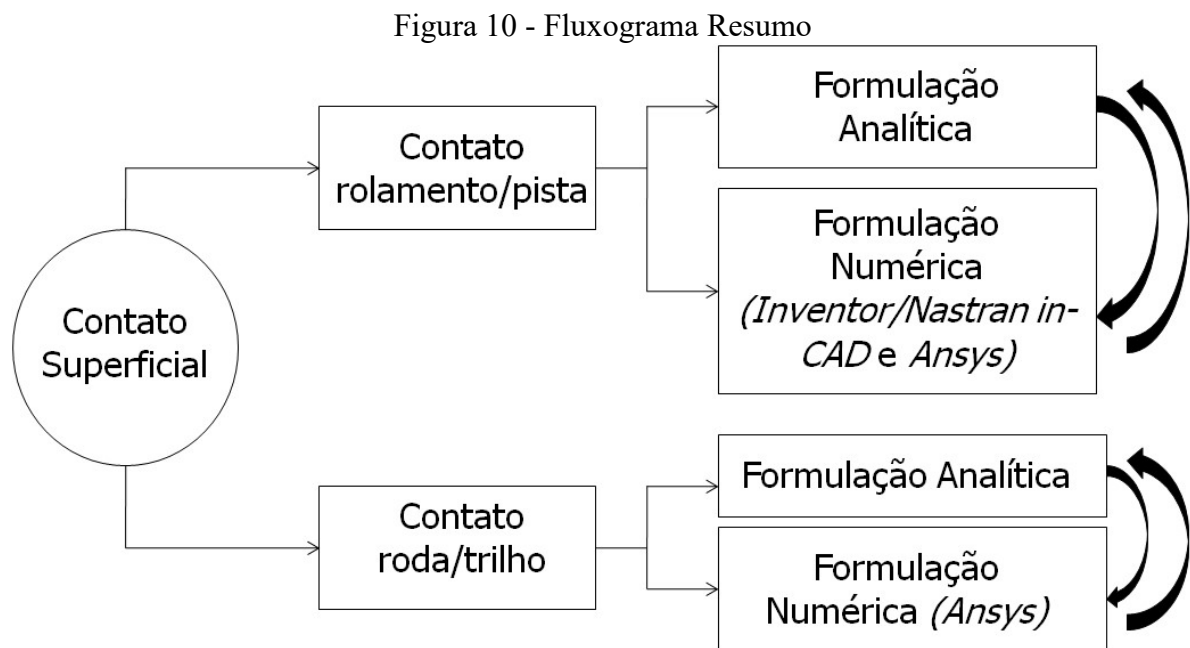 Figura 10 - Fluxograma Resumo
Contato
Superficial
Contato
rolamento/pista
Formulação
Analítica
Formulação
Numérica
(Inventor/Nastran in-
CAD e Ansys)
Contato
roda/trilho
Formulação Analítica
Formulação
Numérica (Ansys)